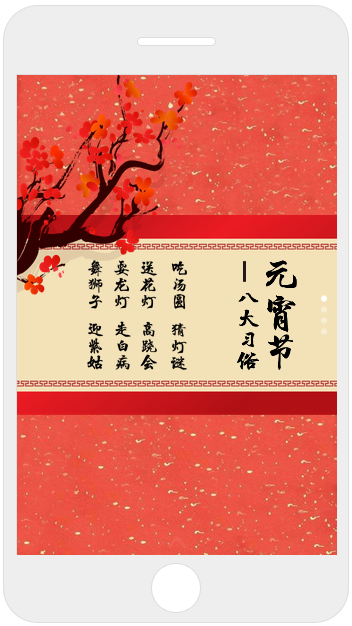 元宵节
八大习俗
吃汤圆 猜灯谜
送花灯 高跷会
耍龙灯 走白病
舞狮子 迎紫姑